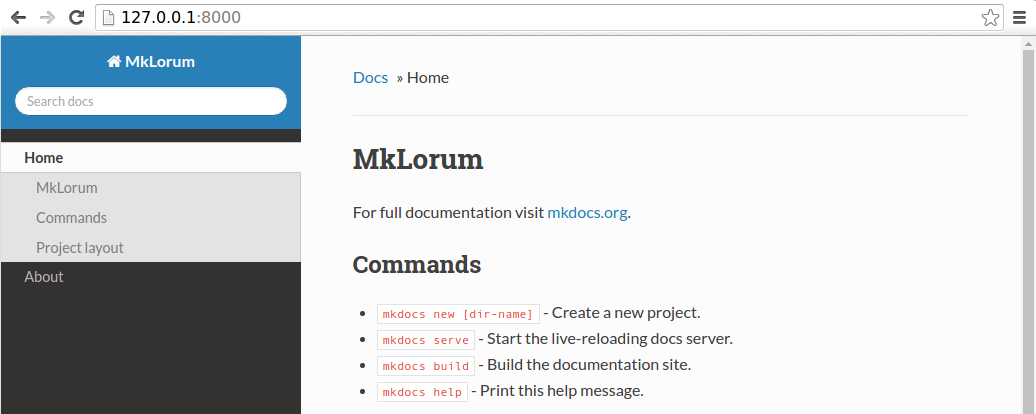 127.0.0.1:8000
MkLorum
Search docs
Home
MkLorum
Commands
Project layout
About
Docs » Home
MkLorum
For full documentation visit mkdocs.org.
Commands
• mkdocs new [dir-name] - Create a new project.
• mkdocs serve - Start the live-reloading docs server.
• mkdocs build - Build the documentation site.
• mkdocs help - Print this help message.